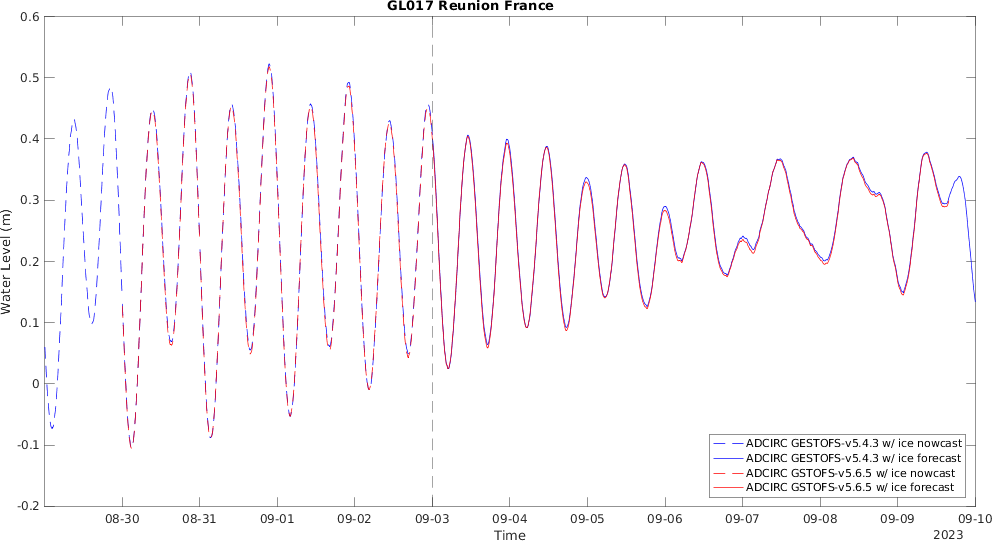 GL017 Reunion France
0.6
0.5
0.4
0.3
0.2
0.1
0
-0.1
-0.2
Water Level (m)
ADCIRC GESTOFS-v5.4.3 w/ ice nowcast
ADCIRC GESTOFS-v5.4.3 w/ ice forecast
ADCIRC GSTOFS-v5.6.5 w/ ice nowcast
ADCIRC GSTOFS-v5.6.5 w/ ice forecast
08-30 08-31 09-01 09-02 09-03 09-04 09-05 09-06 09-07 09-08 09-09 09-10
Time 2023